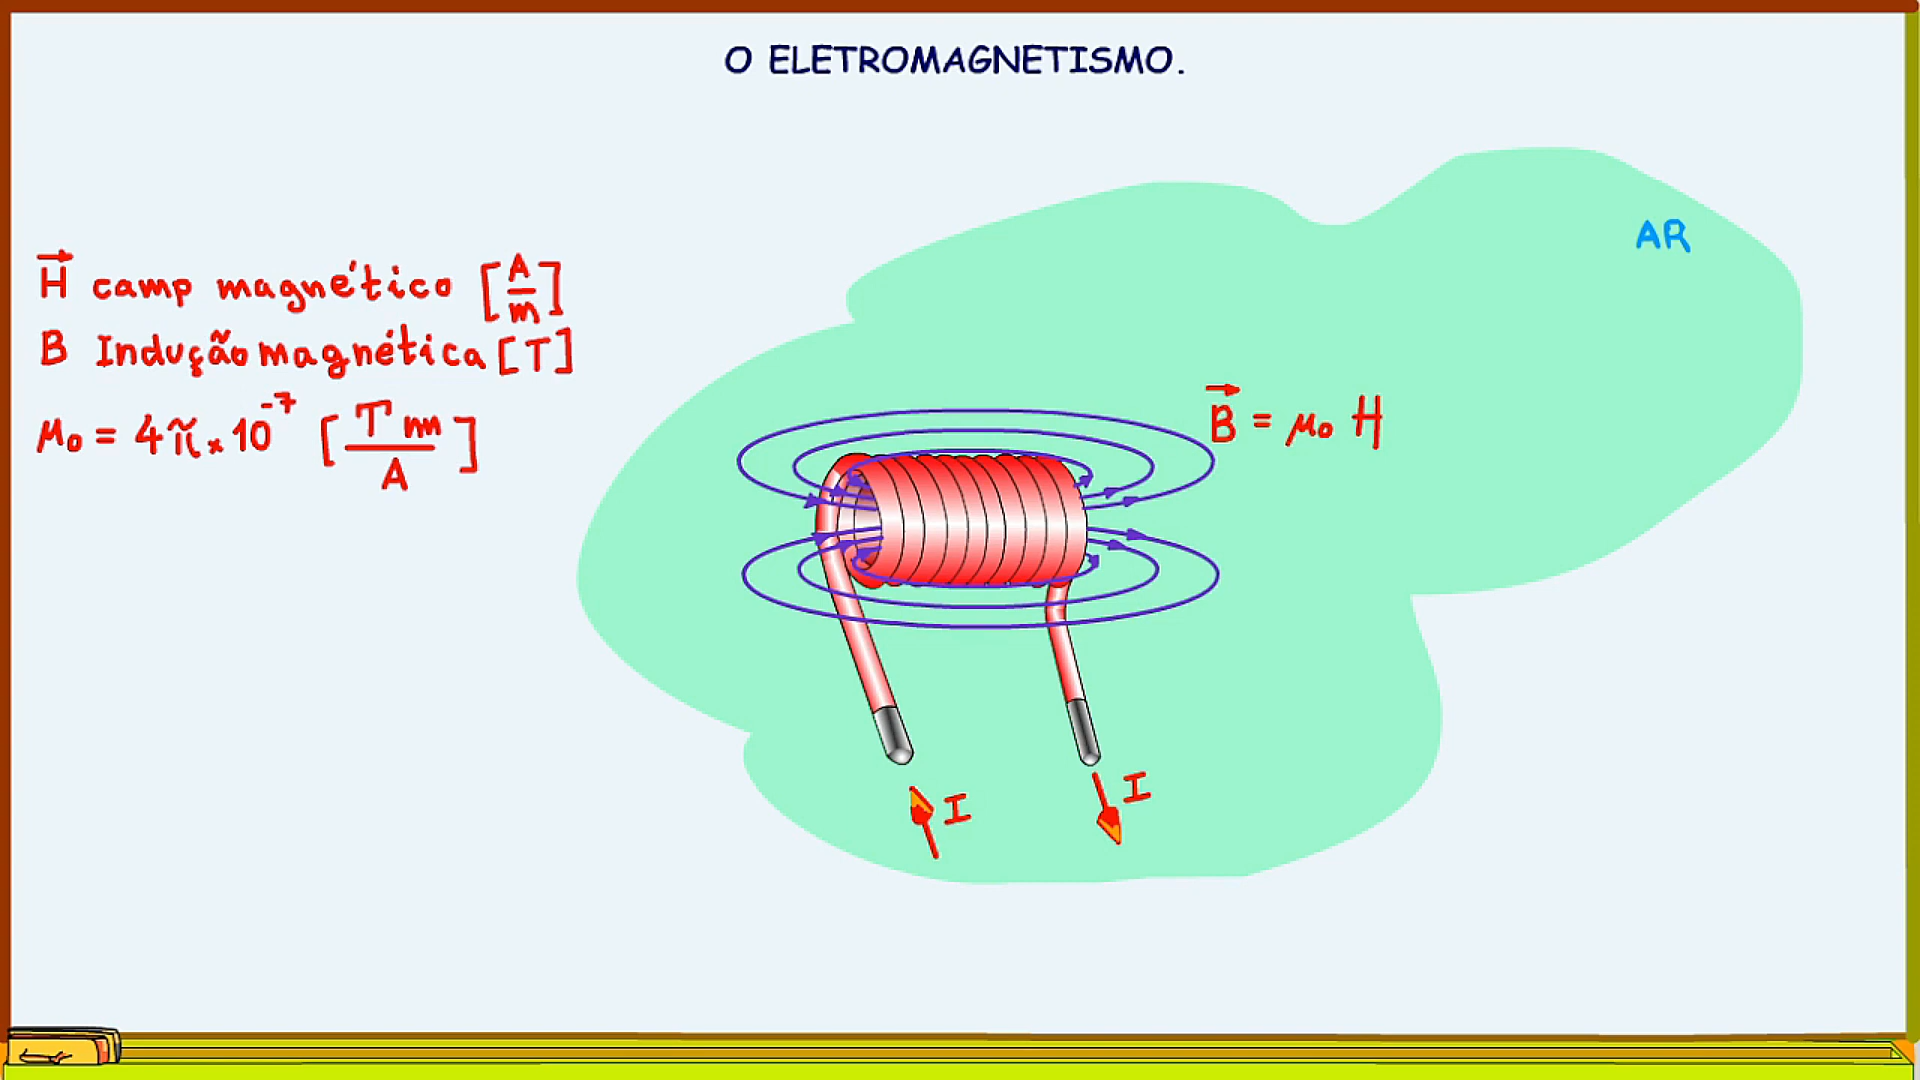 O ELETROMAGNETISMO.
AR
H⃗ camp magnético [A/m]
B Indução magnética [T]
B⃗ = μ₀ H
μ₀ = 4π × 10⁻⁷ [Tm/A]
I
I